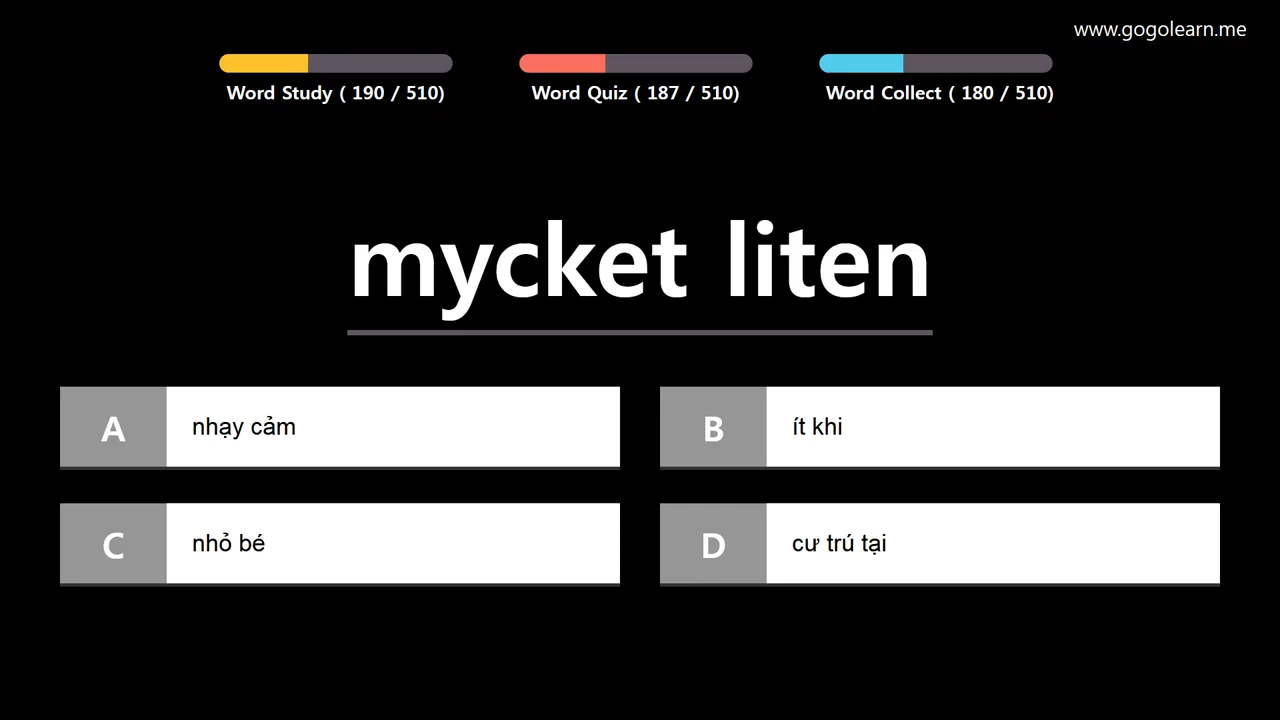 www.gogolearn.me
Word Study ( 190 / 510)
Word Quiz ( 187 / 510)
Word Collect ( 180 / 510)
mycket liten
A
nhạy cảm
B
ít khi
C
nhỏ bé
D
cư trú tại